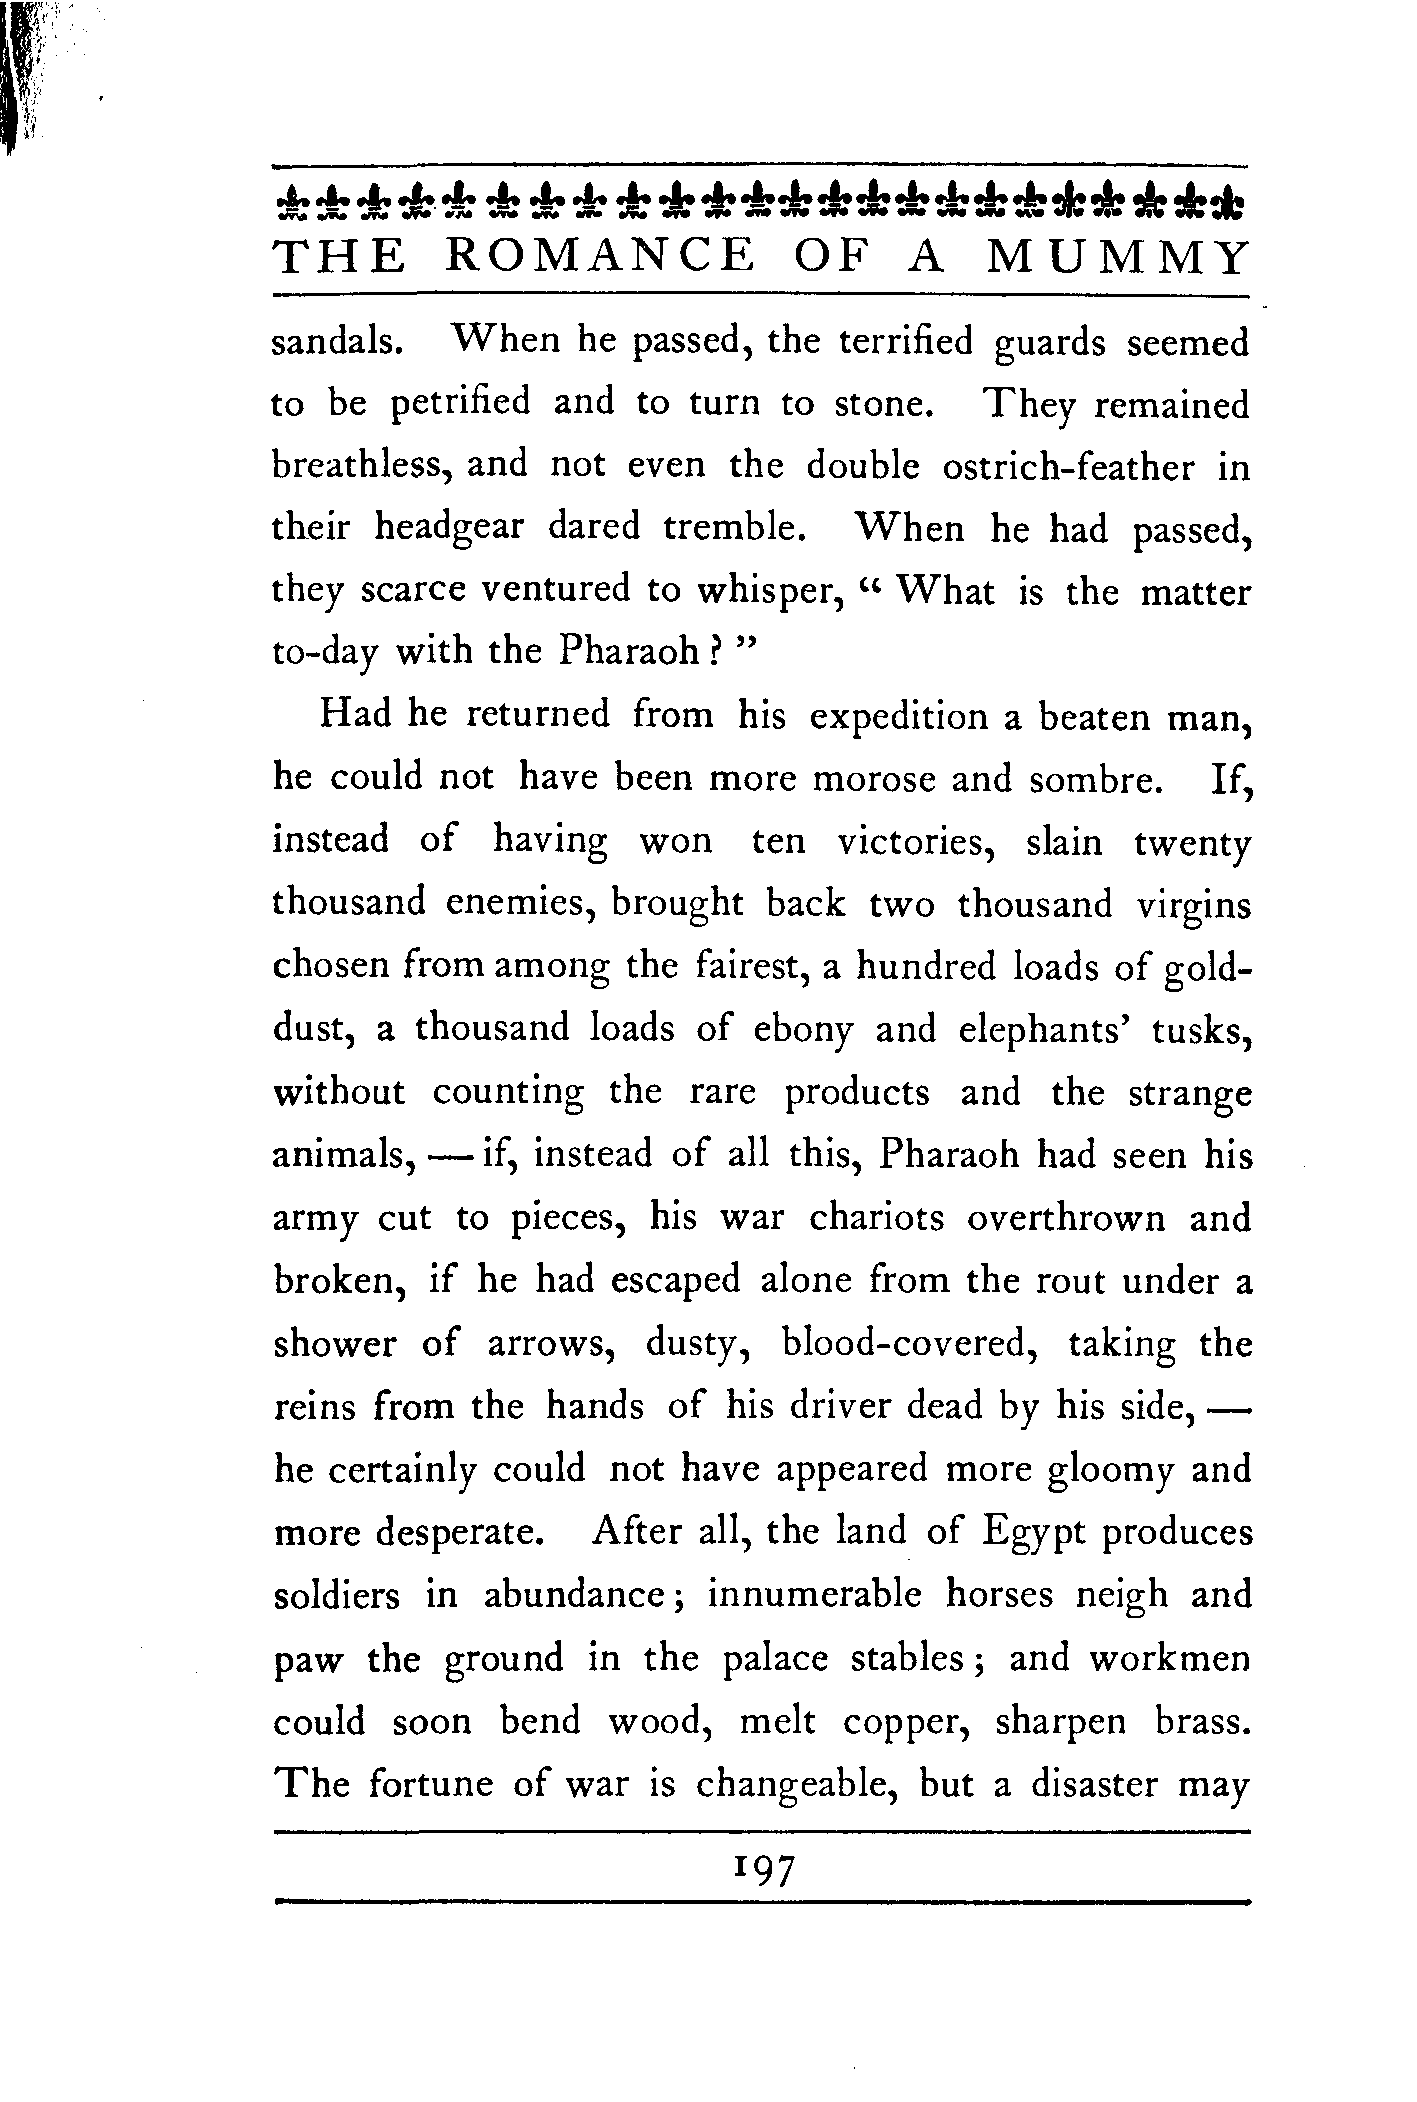 THE ROMANCE OF A MUMMY
sandals. When he passed, the terrified guards seemed
to be petrified and to turn to stone. They remained
breathless, and not even the double ostrich-feather in
their headgear dared tremble. When he had passed,
they scarce ventured to whisper, “ What is the matter
to-day with the Pharaoh ? ”
Had he returned from his expedition a beaten man,
he could not have been more morose and sombre. If,
instead of having won ten victories, slain twenty
thousand enemies, brought back two thousand virgins
chosen from among the fairest, a hundred loads of gold-
dust, a thousand loads of ebony and elephants’ tusks,
without counting the rare products and the strange
animals, — if, instead of all this, Pharaoh had seen his
army cut to pieces, his war chariots overthrown and
broken, if he had escaped alone from the rout under a
shower of arrows, dusty, blood-covered, taking the
reins from the hands of his driver dead by his side, —
he certainly could not have appeared more gloomy and
more desperate. After all, the land of Egypt produces
soldiers in abundance ; innumerable horses neigh and
paw the ground in the palace stables ; and workmen
could soon bend wood, melt copper, sharpen brass.
The fortune of war is changeable, but a disaster may
197